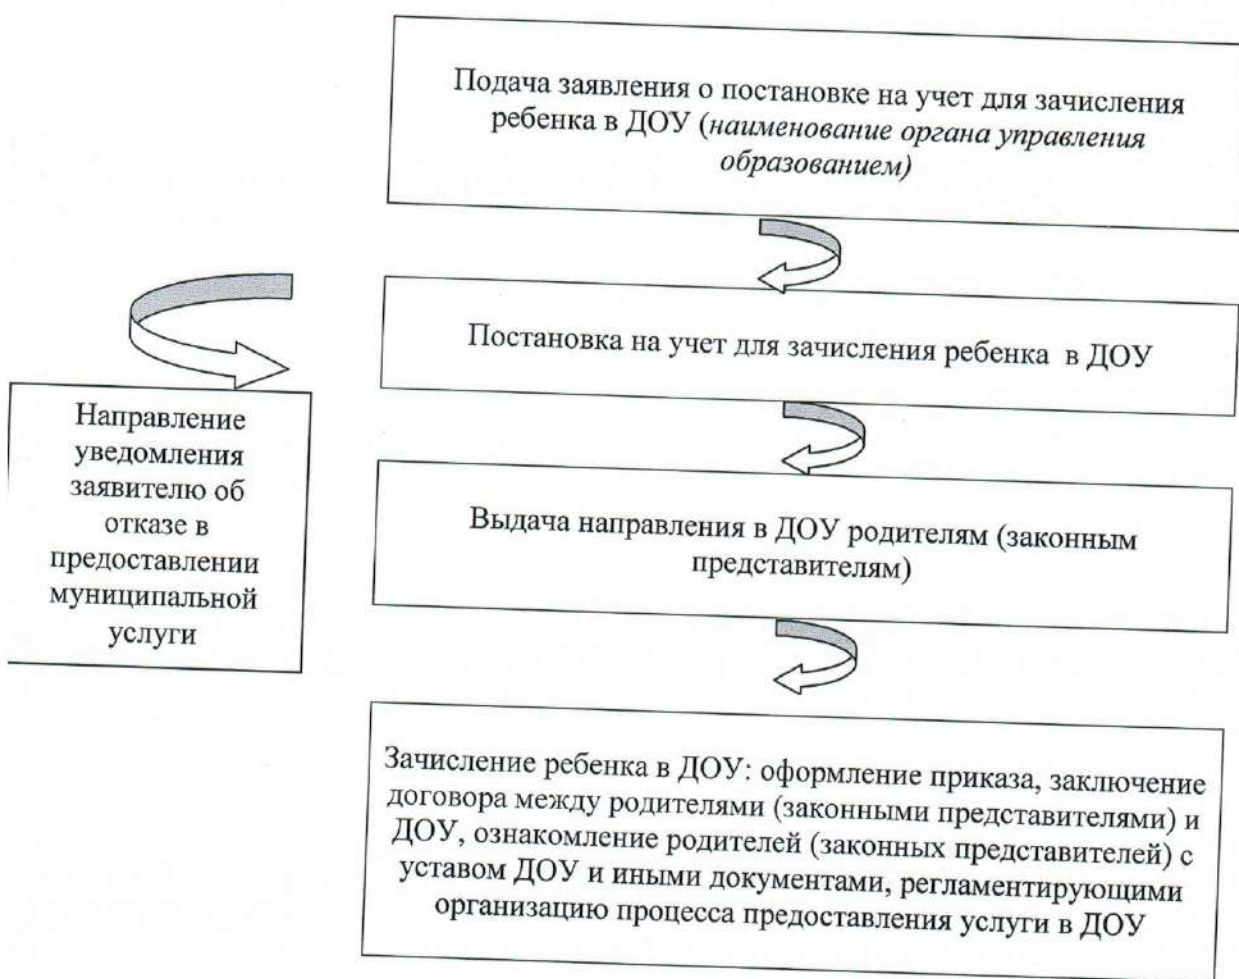 Подача заявления о постановке на учет для зачисления
ребенка в ДОУ (наименование органа управления
образованием)
Постановка на учет для зачисления ребенка в ДОУ
Направление
уведомления
заявителю об
отказе в
предоставлении
муниципальной
услуги
Выдача направления в ДОУ родителям (законным
представителям)
Зачисление ребенка в ДОУ: оформление приказа, заключение
договора между родителями (законными представителями) и
ДОУ, ознакомление родителей (законных представителей) с
уставом ДОУ и иными документами, регламентирующими
организацию процесса предоставления услуги в ДОУ